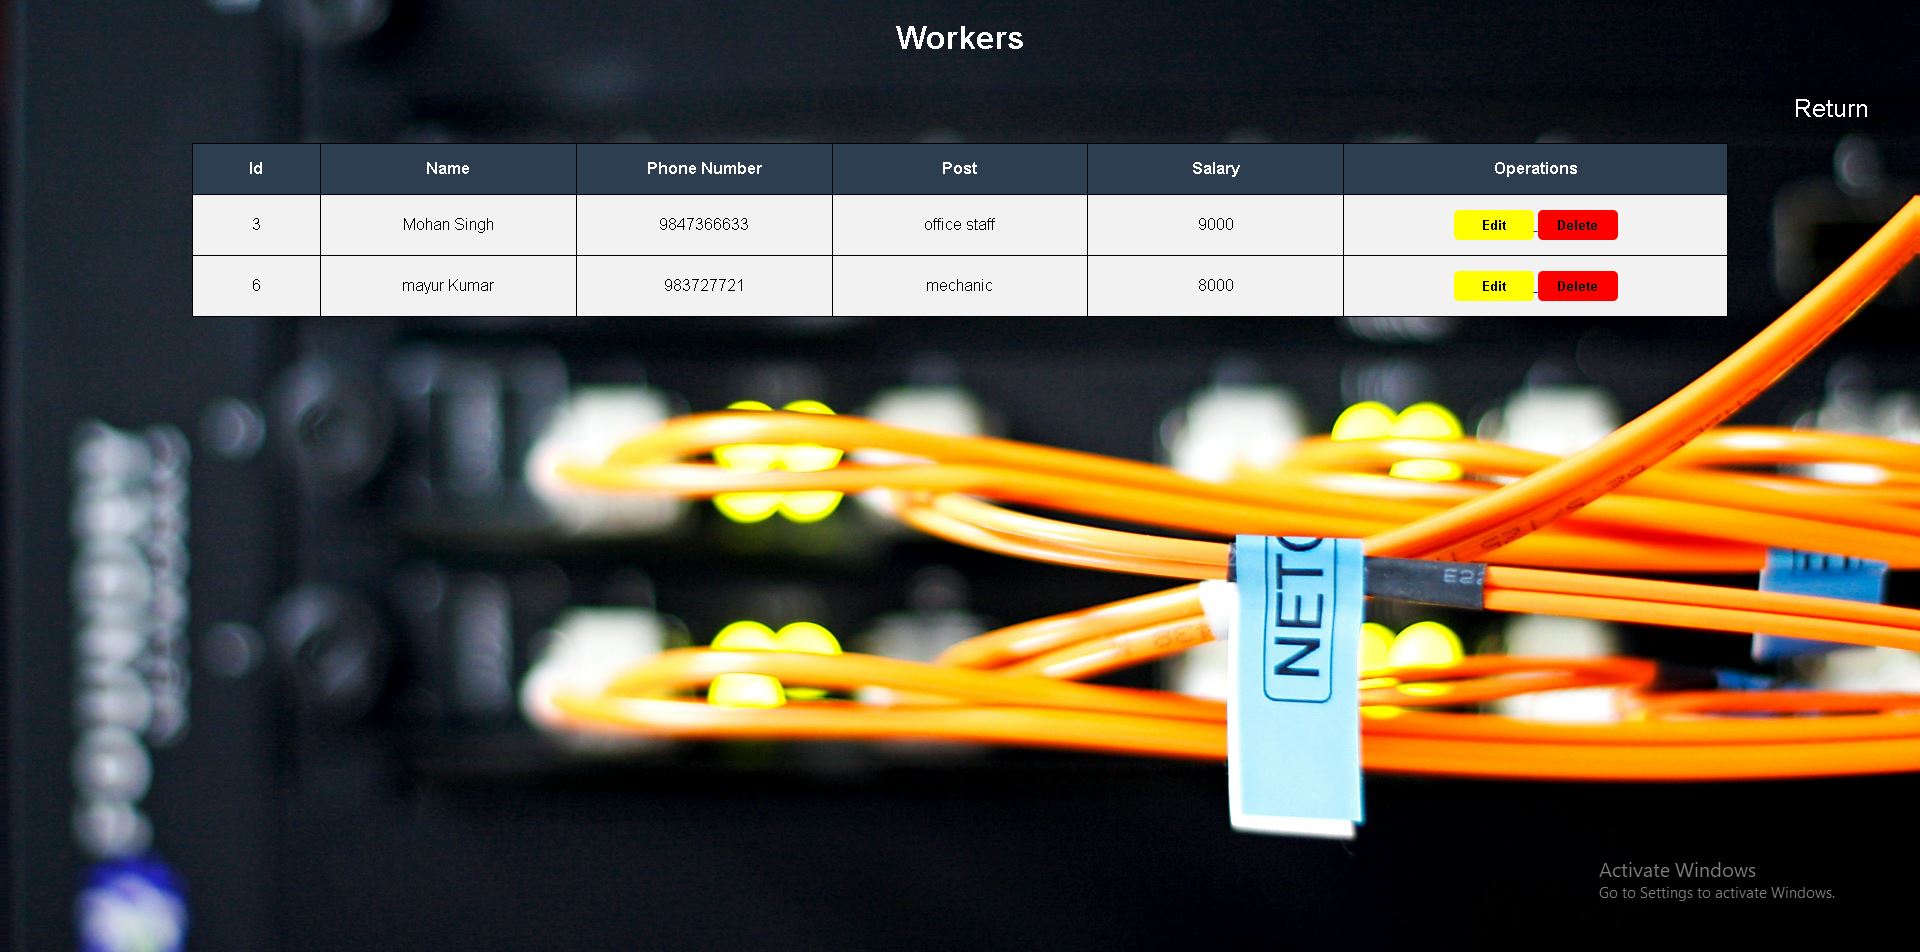 Workers
Return
Id Name Phone Number Post Salary Operations
3 Mohan Singh 9847366633 office staff 9000 Edit Delete
6 mayur Kumar 983727721 mechanic 8000 Edit Delete
NETC
Activate Windows
Go to Settings to activate Windows.